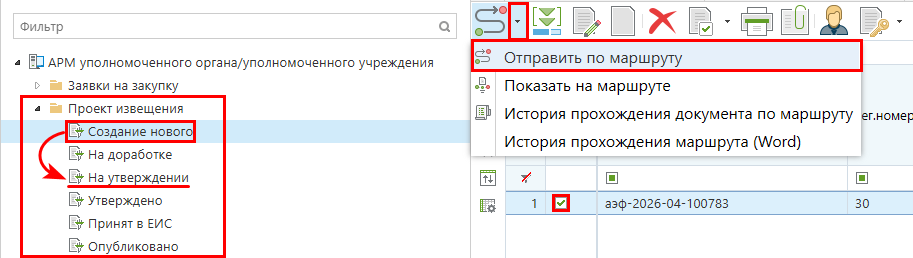 Фильтр
АРМ уполномоченного органа/уполномоченного учреждения
Заявки на закупку
Проект извещения
Создание нового
На доработке
На утверждении
Утверждено
Принят в ЕИС
Опубликовано
Отправить по маршруту
Показать на маршруте
История прохождения документа по маршруту
История прохождения маршрута (Word)
ег.номер
1 аэф-2026-04-100783 30